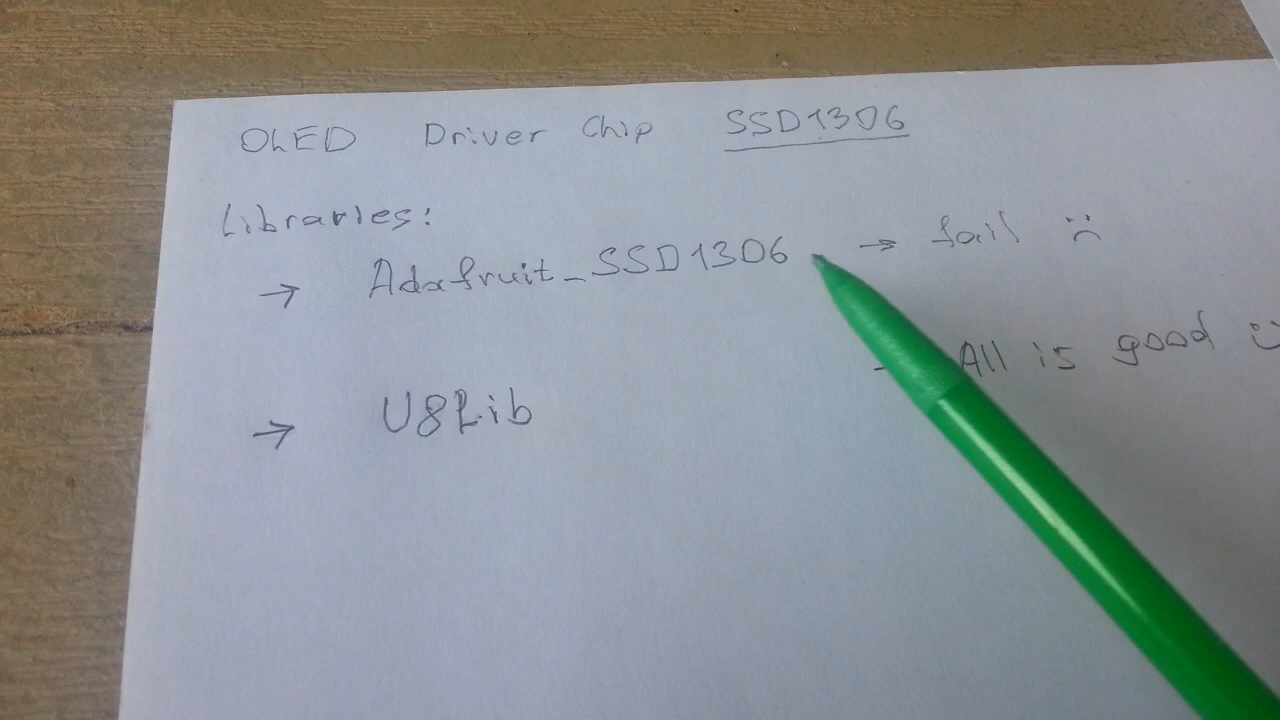 OLED Driver Chip SSD1306
Libraries:
→ Adafruit_SSD1306 → fail :(
→ U8Lib → All is good :)